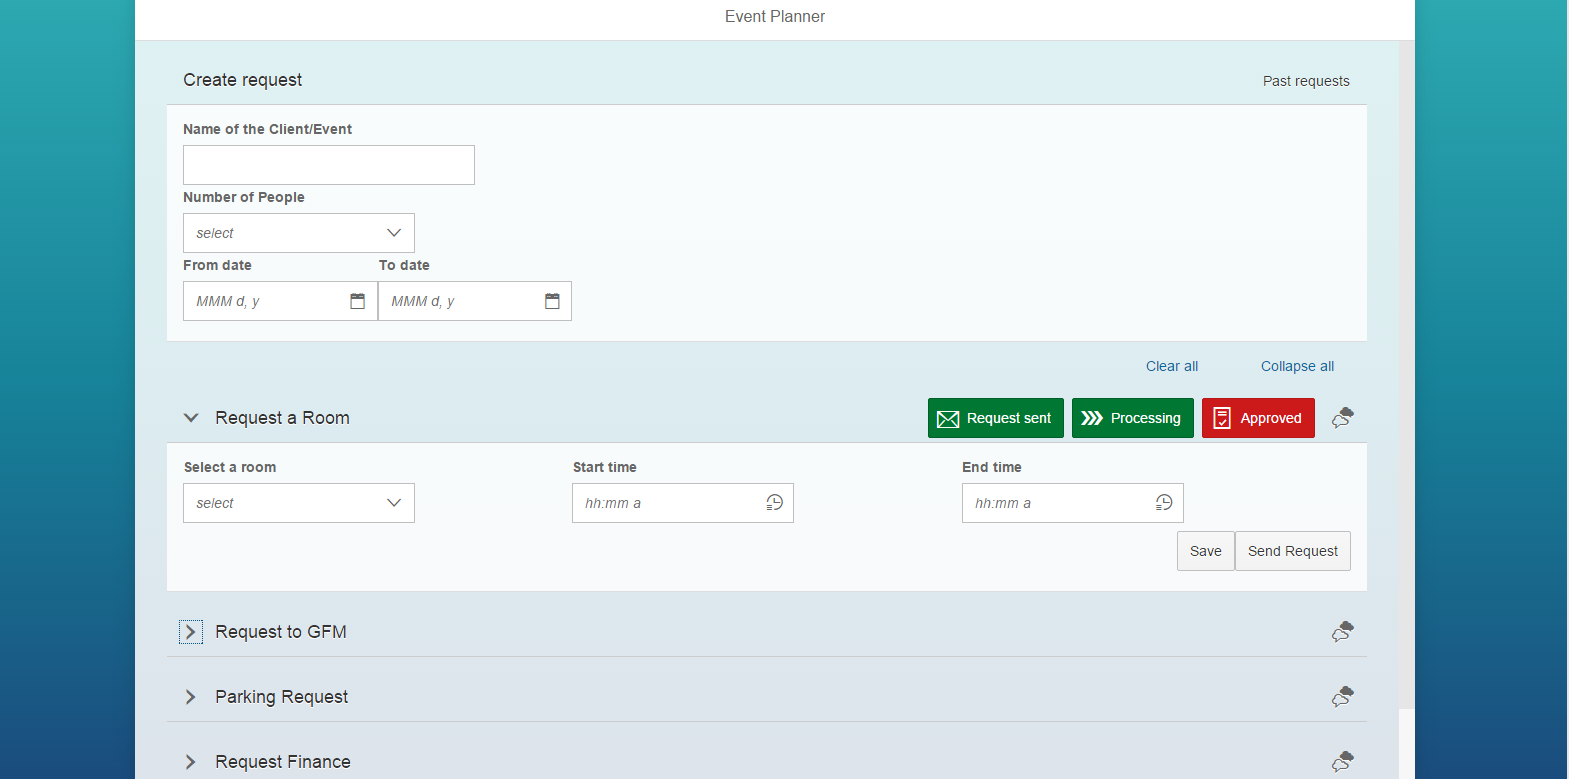 Event Planner
Create request
Past requests
Name of the Client/Event
Number of People
select
From date To date
MMM d, y MMM d, y
Clear all Collapse all
Request a Room
Request sent Processing Approved
Select a room Start time End time
select hh:mm a hh:mm a
Save Send Request
Request to GFM
Parking Request
Request Finance